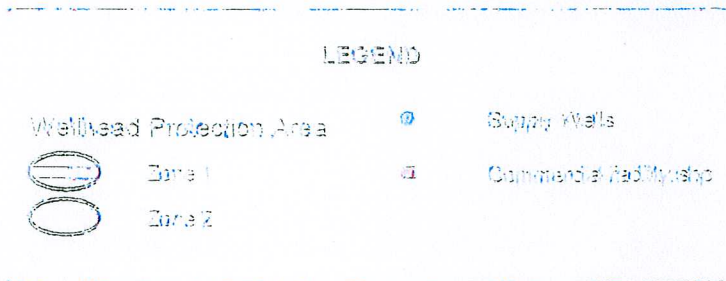 LEGEND
Wellhead Protection Area
Supply Wells
Zone 1
Commercial
Zone 2